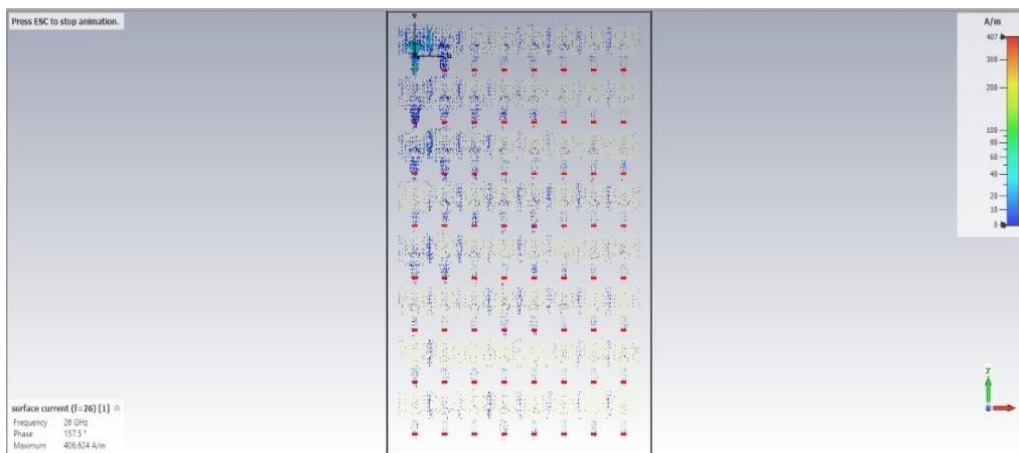 Press ESC to stop animation.
A/m
407
300
200
100
80
60
40
20
10
0
surface current (f=26) [1]
Frequency 26 GHz
Phase 157.5 °
Maximum 406.624 A/m